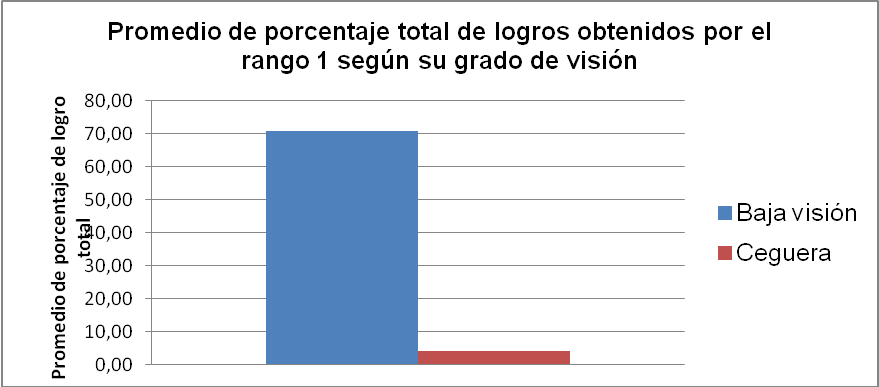 Promedio de porcentaje total de logros obtenidos por el
rango 1 según su grado de visión
Promedio de porcentaje de logro
total
80,00
70,00
60,00
50,00
40,00
30,00
20,00
10,00
0,00
Baja visión
Ceguera